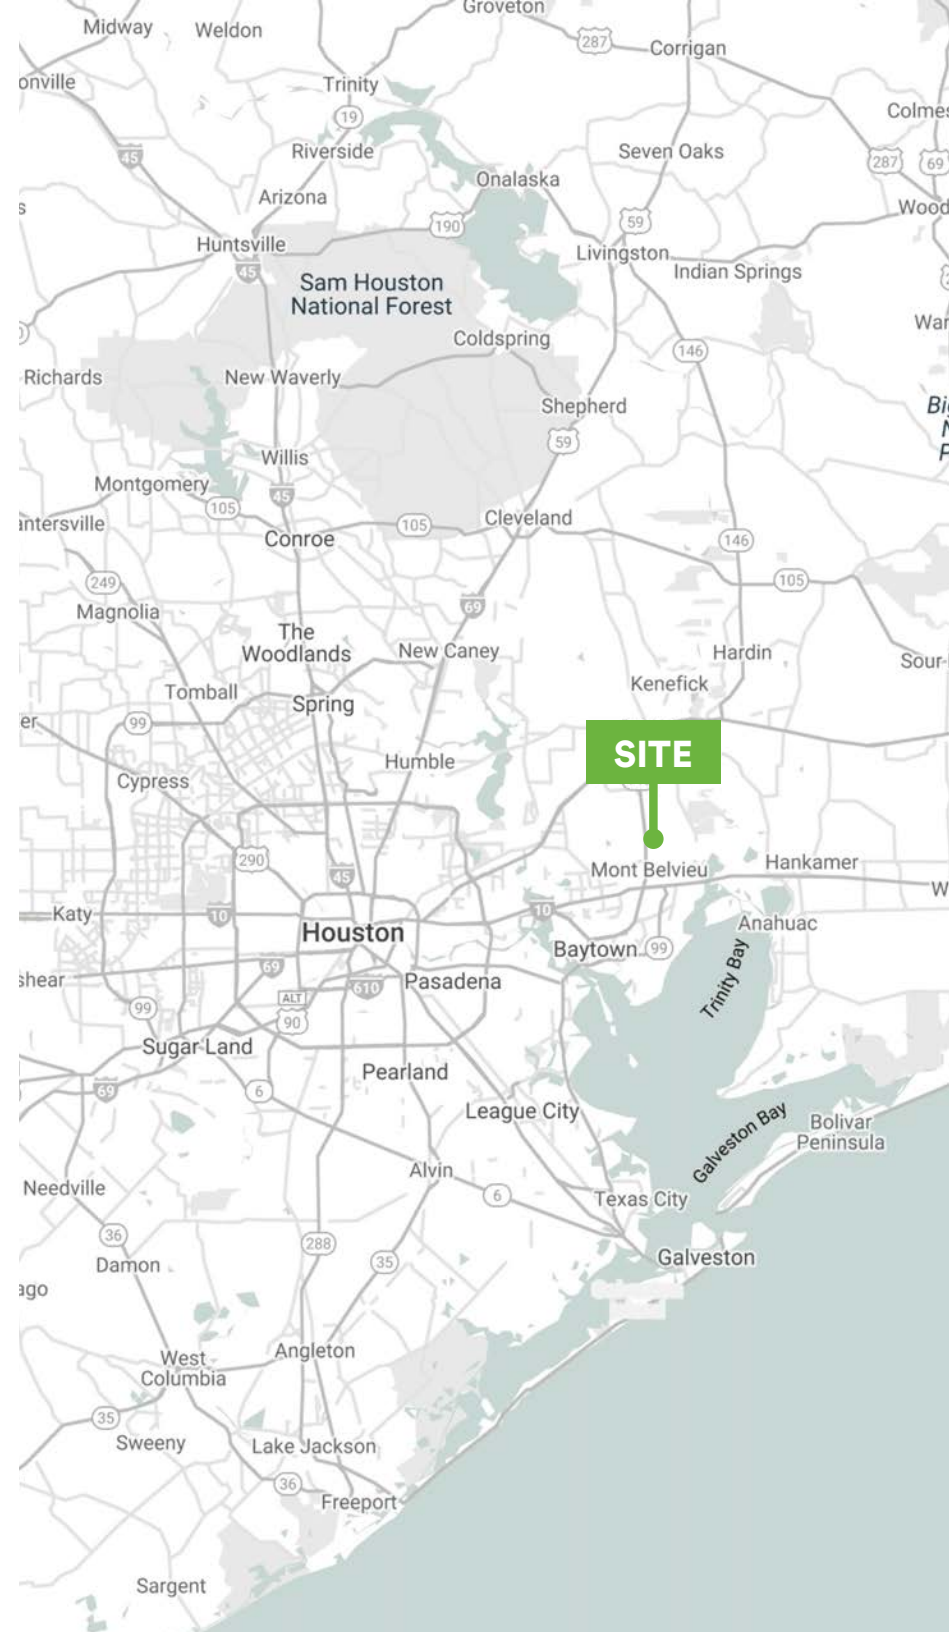 Groveton
Midway
Weldon
287
Corrigan
onville
Trinity
Colmes
19
45
Riverside
Seven Oaks
287
69
Onalaska
Arizona
s
Wood
190
59
Huntsville
Livingston
45
Indian Springs
Sam Houston
National Forest
War
Coldspring
146
Richards
New Waverly
Shepherd
Big
N
P
59
Willis
Montgomery
45
105
antersville
105
Cleveland
Conroe
146
249
105
Magnolia
69
The
Woodlands
New Caney
Hardin
Sour
Tomball
Kenefick
Spring
er
99
SITE
Humble
Cypress
290
Mont Belvieu
Hankamer
45
W
Katy
10
10
Anahuac
Houston
Baytown
99
69
Trinity Bay
shear
Pasadena
610
ALT
90
99
Sugar Land
Pearland
69
6
League City
Galveston Bay
Bolivar
Peninsula
Alvin
Needville
6
Texas City
36
288
Galveston
Damon
35
ago
Angleton
West
Columbia
35
Sweeny
Lake Jackson
36
Freeport
Sargent